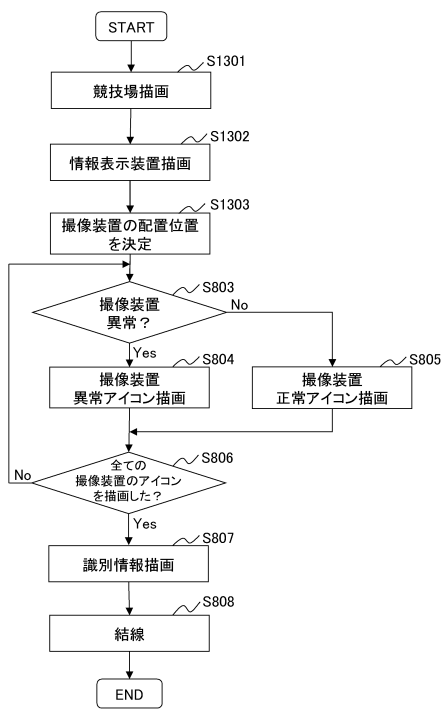 START
S1301
競技場描画
S1302
情報表示装置描画
S1303
撮像装置の配置位置
を決定
S803
撮像装置
異常？
No
Yes
S804
撮像装置
異常アイコン描画
S805
撮像装置
正常アイコン描画
S806
全ての
撮像装置のアイコン
を描画した？
No
Yes
S807
識別情報描画
S808
結線
END